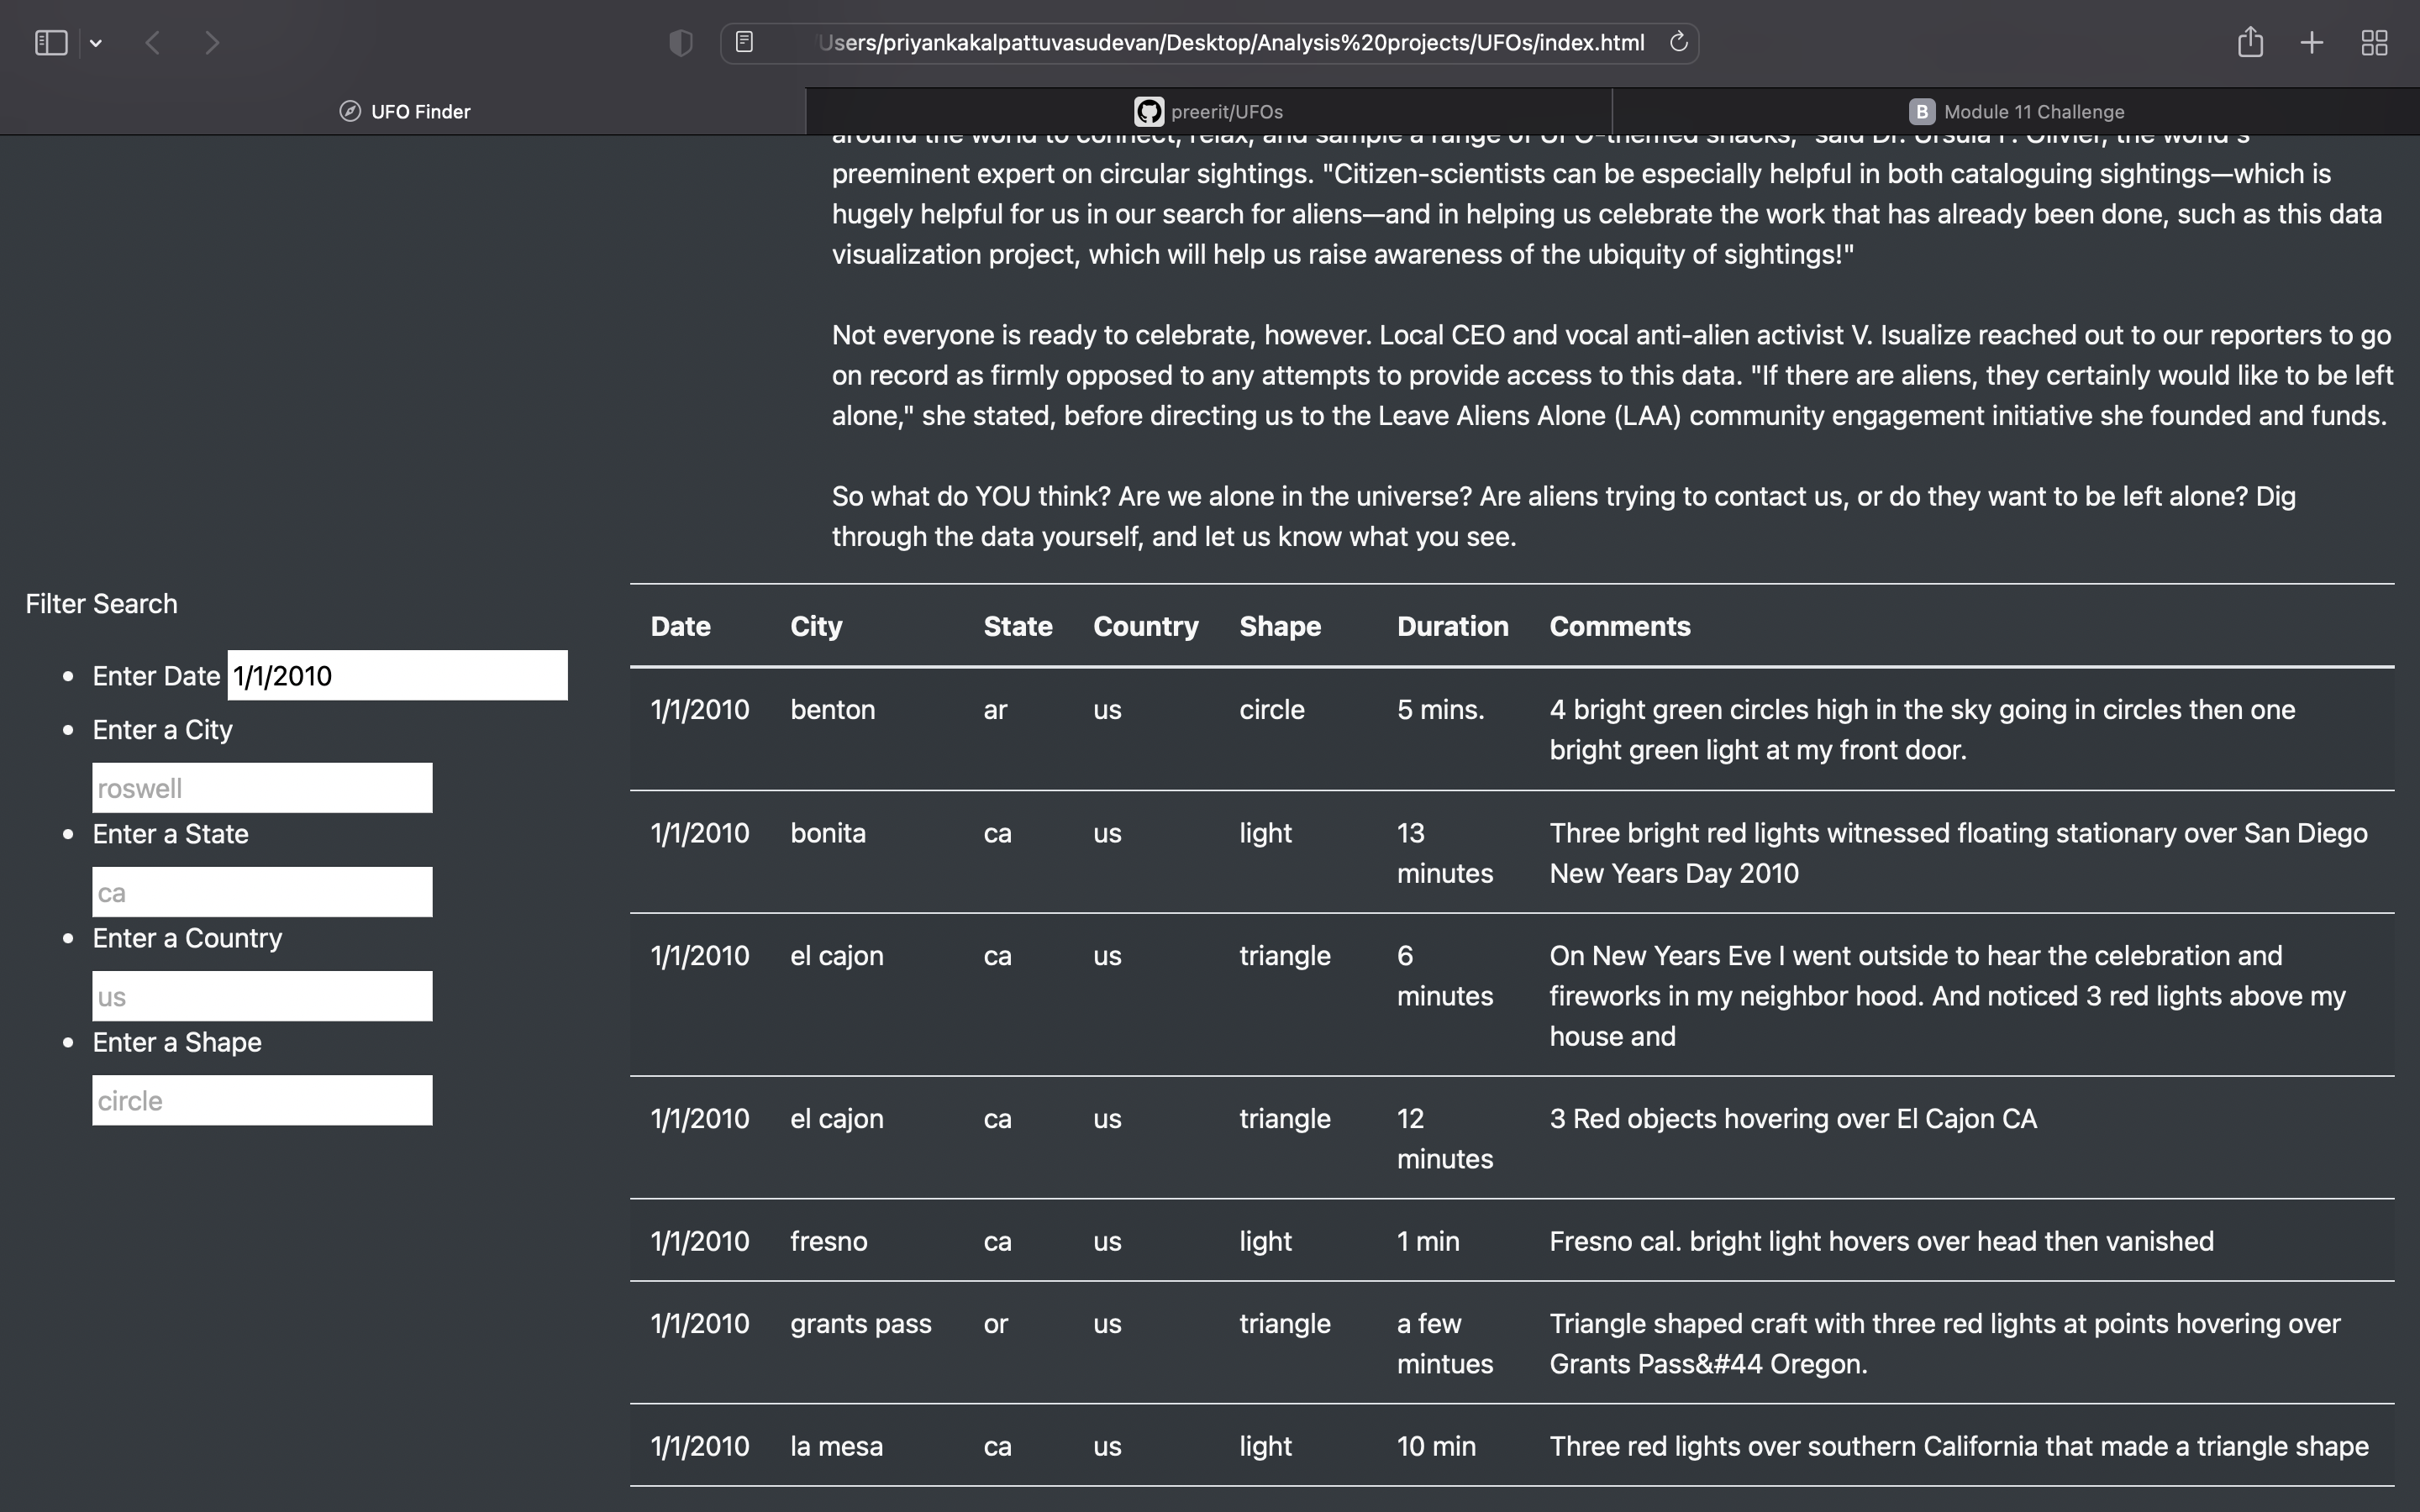 'Users/priyankakalpattuvasudevan/Desktop/Analysis%20projects/UFOs/index.html
UFO Finder
preerit/UFOs
B Module 11 Challenge
around the world to connect, relax, and sample a range of UFO-themed snacks," said Dr. Ursula F. Olivier, the world's
preeminent expert on circular sightings. "Citizen-scientists can be especially helpful in both cataloguing sightings—which is
hugely helpful for us in our search for aliens—and in helping us celebrate the work that has already been done, such as this data
visualization project, which will help us raise awareness of the ubiquity of sightings!"
Not everyone is ready to celebrate, however. Local CEO and vocal anti-alien activist V. Isualize reached out to our reporters to go
on record as firmly opposed to any attempts to provide access to this data. "If there are aliens, they certainly would like to be left
alone," she stated, before directing us to the Leave Aliens Alone (LAA) community engagement initiative she founded and funds.
So what do YOU think? Are we alone in the universe? Are aliens trying to contact us, or do they want to be left alone? Dig
through the data yourself, and let us know what you see.
Filter Search
Enter Date 1/1/2010
Enter a City
roswell
Enter a State
ca
Enter a Country
us
Enter a Shape
circle
Date City State Country Shape Duration Comments
1/1/2010 benton ar us circle 5 mins. 4 bright green circles high in the sky going in circles then one
bright green light at my front door.
1/1/2010 bonita ca us light 13 Three bright red lights witnessed floating stationary over San Diego
minutes New Years Day 2010
1/1/2010 el cajon ca us triangle 6 On New Years Eve I went outside to hear the celebration and
minutes fireworks in my neighbor hood. And noticed 3 red lights above my
house and
1/1/2010 el cajon ca us triangle 12 3 Red objects hovering over El Cajon CA
minutes
1/1/2010 fresno ca us light 1 min Fresno cal. bright light hovers over head then vanished
1/1/2010 grants pass or us triangle a few Triangle shaped craft with three red lights at points hovering over
mintues Grants Pass&#44 Oregon.
1/1/2010 la mesa ca us light 10 min Three red lights over southern California that made a triangle shape